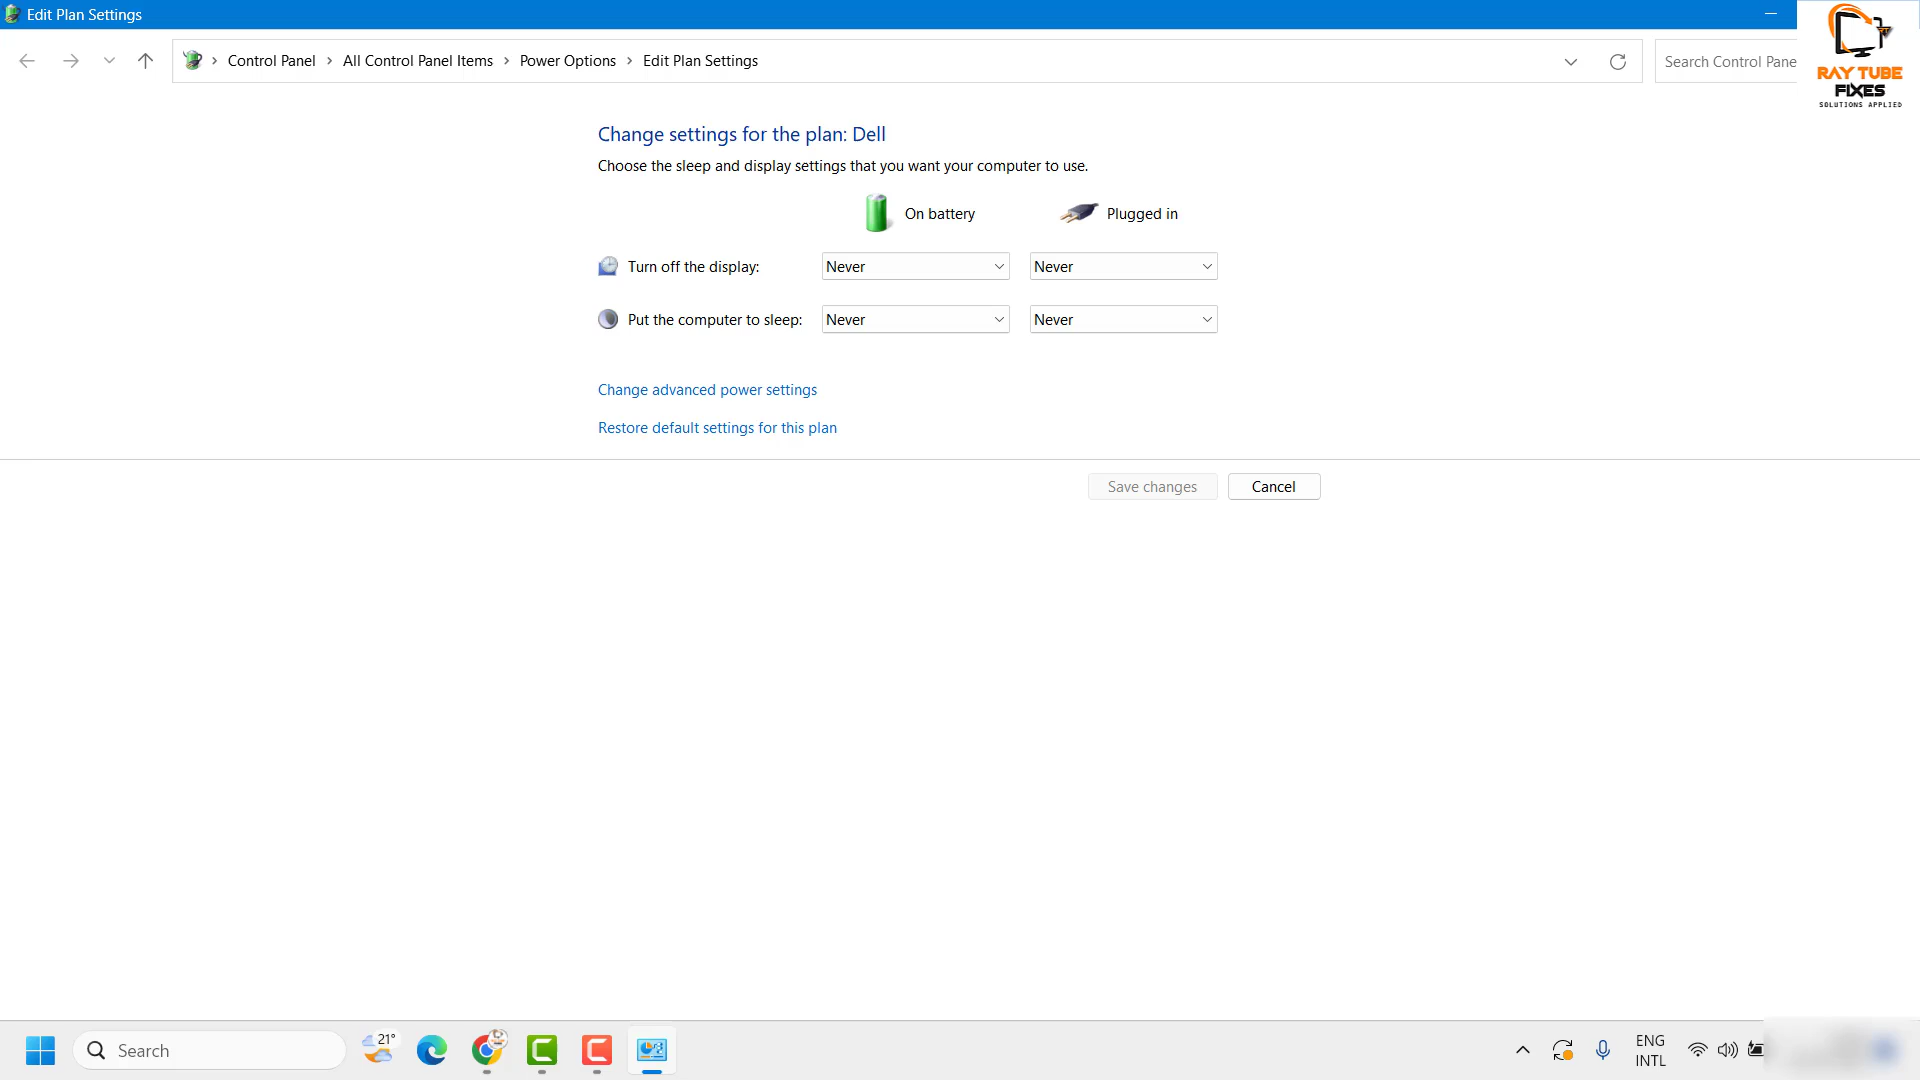 Edit Plan Settings
Control Panel > All Control Panel Items > Power Options > Edit Plan Settings
Search Control Pane
RAY TUBE
FIXES
SOLUTIONS APPLIED
Change settings for the plan: Dell
Choose the sleep and display settings that you want your computer to use.
On battery Plugged in
Turn off the display: Never Never
Put the computer to sleep: Never Never
Change advanced power settings
Restore default settings for this plan
Save changes Cancel
Search 21° ENG
INTL